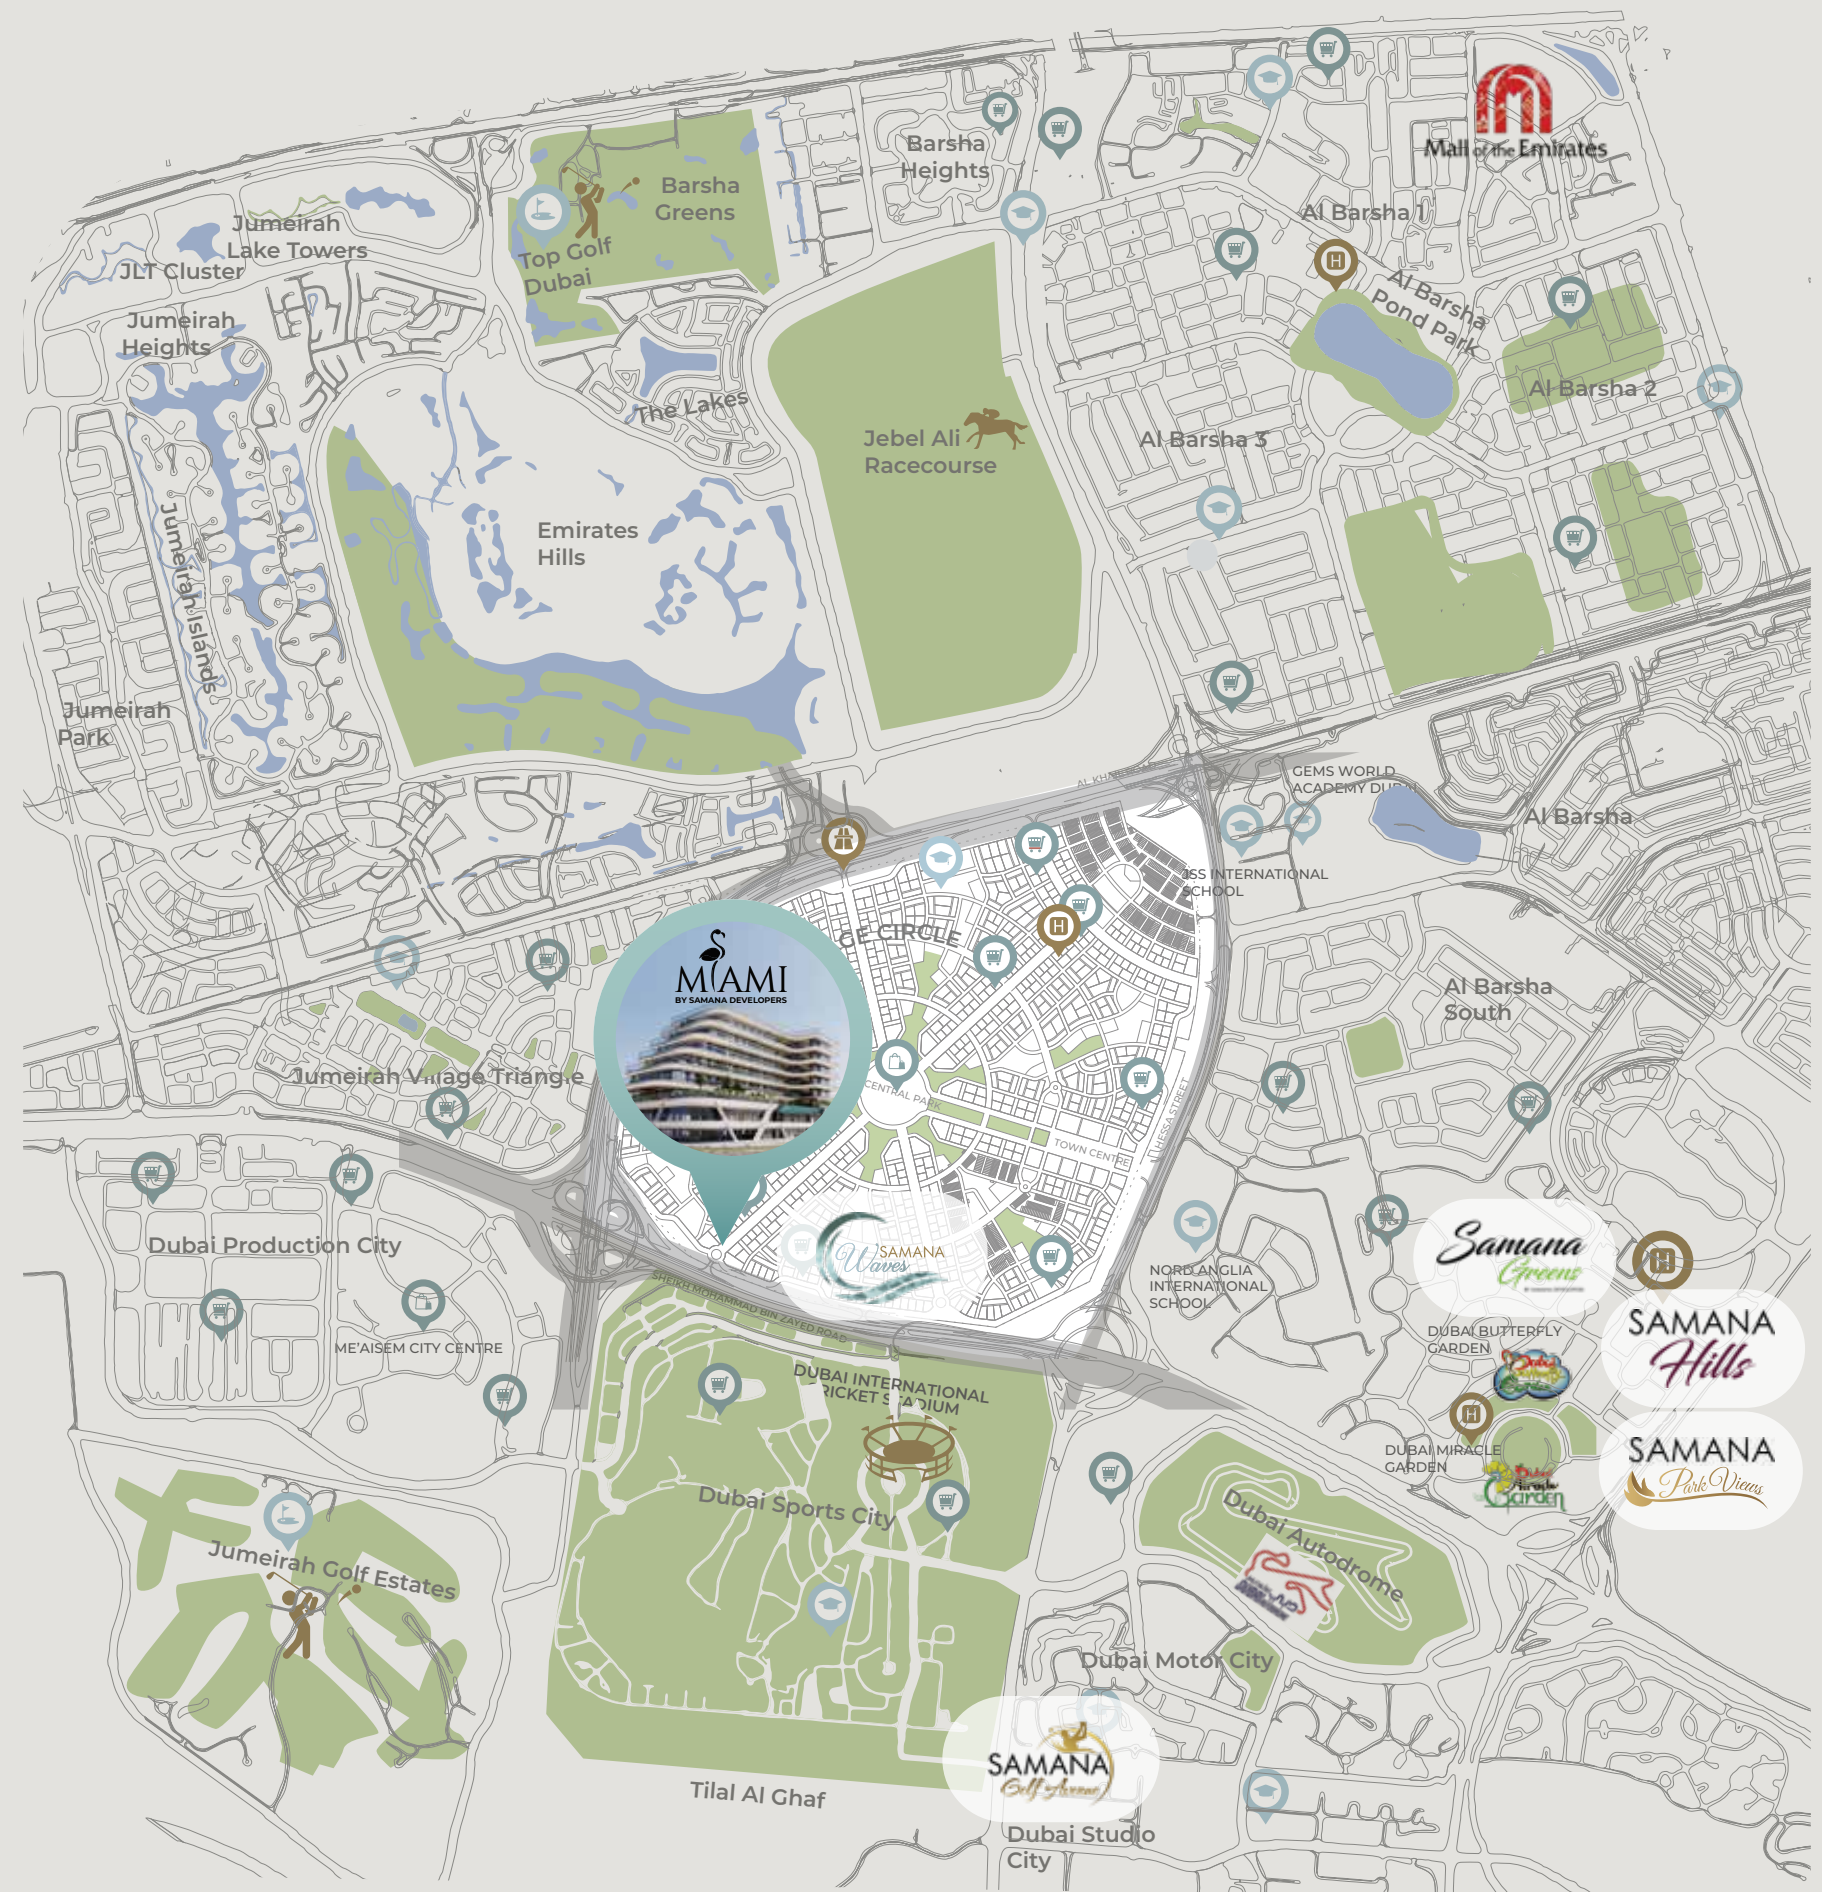 Mall of the Emirates
Barsha
Heights
Barsha
Greens
Top Golf
Dubai
Jumeirah
Lake Towers
JLT Cluster
Jumeirah
Heights
Al Barsha 1
Al Barsha
Pond Park
Al Barsha 2
Al Barsha 3
The Lakes
Jebel Ali
Racecourse
Emirates
Hills
Jumeirah Islands
Jumeirah
Park
GEMS WORLD
ACADEMY DUBAI
Al Barsha
JSS INTERNATIONAL
SCHOOL
GE CIRCLE
MIAMI
BY SAMANA DEVELOPERS
Al Barsha
South
Jumeirah Village Triangle
CENTRAL PARK
TOWN CENTRE
HESSA STREET
Dubai Production City
SAMANA
Waves
NORD ANGLIA
INTERNATIONAL
SCHOOL
Samana
Greens
SHEIKH MOHAMMAD BIN ZAYED ROAD
ME'AISEM CITY CENTRE
DUBAI BUTTERFLY
GARDEN
SAMANA
Hills
DUBAI INTERNATIONAL
RICKET STADIUM
DUBAI MIRACLE
GARDEN
SAMANA
Park Views
Dubai Sports City
Dubai Autodrome
Jumeirah Golf Estates
Dubai Motor City
SAMANA
Golf Avenue
Tilal Al Ghaf
Dubai Studio
City